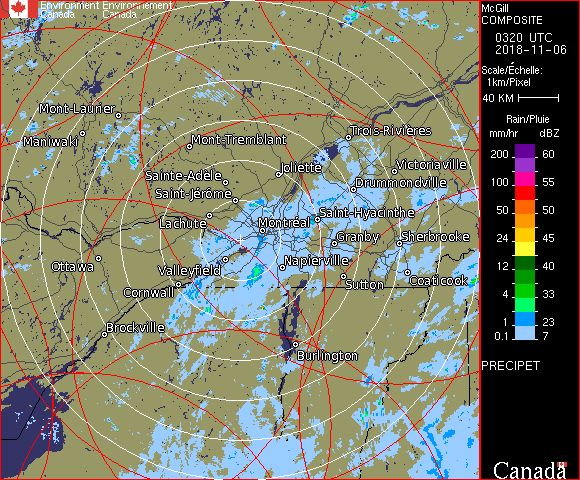 Environment Environnement
Canada Canada
Mont-Laurier
Trois-Rivières
Maniwaki
Mont-Tremblant
Victoriaville
Joliette
Sainte-Adèle
Drummondville
Saint-Jérôme
Saint-Hyacinthe
Lachute
Montréal
Granby
Sherbrooke
Ottawa
Napierville
Valleyfield
Coaticook
Sutton
Cornwall
Brockville
Burlington
McGill
COMPOSITE
0320 UTC
2018-11-06
Scale/Échelle:
1km/Pixel
40 KM
Rain/Pluie
mm/hr dBZ
200 60
100 55
50 50
24 45
12 40
4 33
1 23
0.1 7
PRECIPET
Canada